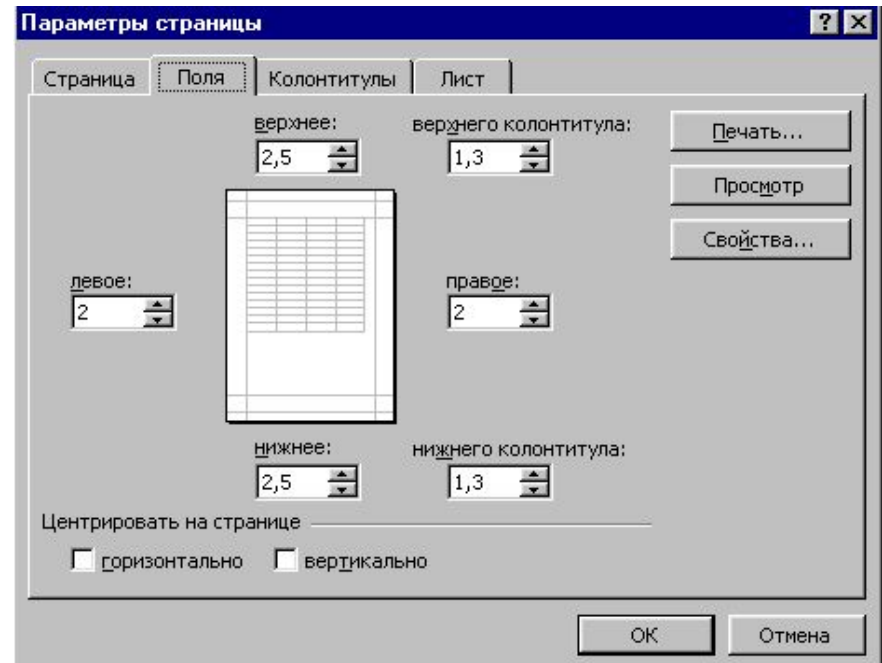 Параметры страницы
Страница Поля Колонтитулы Лист
верхнее: верхнего колонтитула:
2,5 1,3
Печать...
Просмотр
Свойства...
левое: правое:
2 2
нижнее: нижнего колонтитула:
2,5 1,3
Центрировать на странице
горизонтально вертикально
ОК Отмена